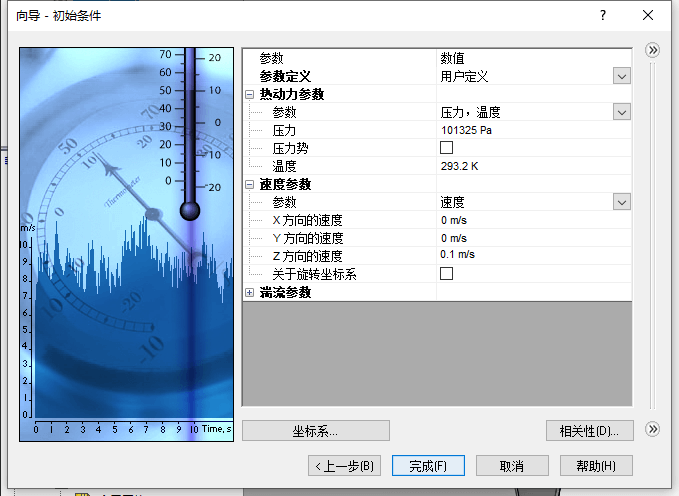 向导 - 初始条件
参数 数值
参数定义 用户定义
热动力参数
参数 压力，温度
压力 101325 Pa
压力势
温度 293.2 K
速度参数
参数 速度
X 方向的速度 0 m/s
Y 方向的速度 0 m/s
Z 方向的速度 0.1 m/s
关于旋转坐标系
湍流参数
70
60
50
40
30
20
10
0
20
10
0
-10
-20
70
50
20
10
0
Thermometer
-20
-10
10
m/s
10
9
8
7
6
5
4
3
2
1
0
0 1 2 3 4 5 6 7 8 9 10 Time, s
坐标系... 相关性(D)...
<上一步(B) 完成(F) 取消 帮助(H)